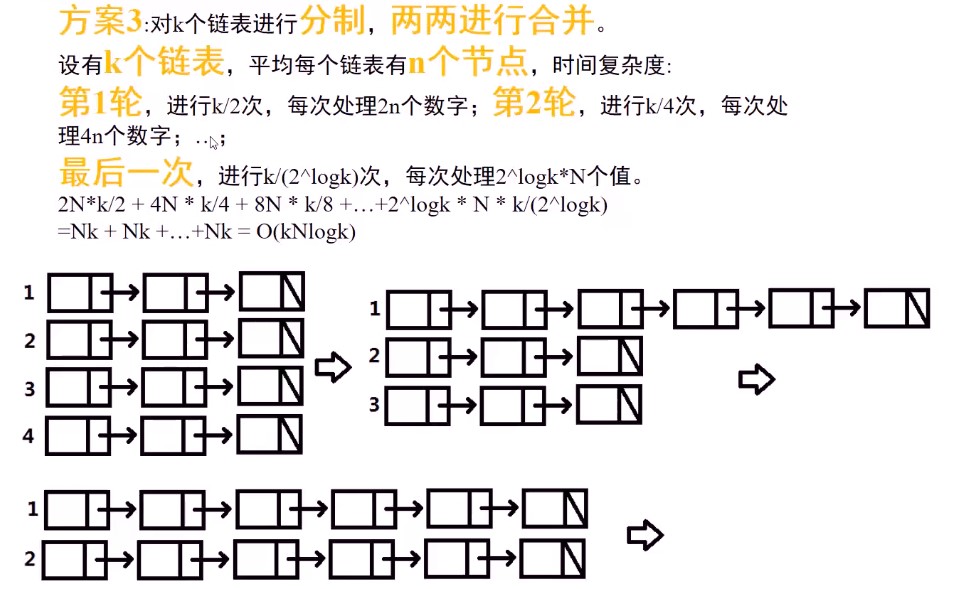 方案3:对k个链表进行分制，两两进行合并。
设有k个链表，平均每个链表有n个节点，时间复杂度:
第1轮，进行k/2次，每次处理2n个数字；第2轮，进行k/4次，每次处
理4n个数字；…；
最后一次，进行k/(2^logk)次，每次处理2^logk*N个值。
2N*k/2 + 4N * k/4 + 8N * k/8 +…+2^logk * N * k/(2^logk)
=Nk + Nk +…+Nk = O(kNlogk)
1
2
3
4
1
2
3
1
2